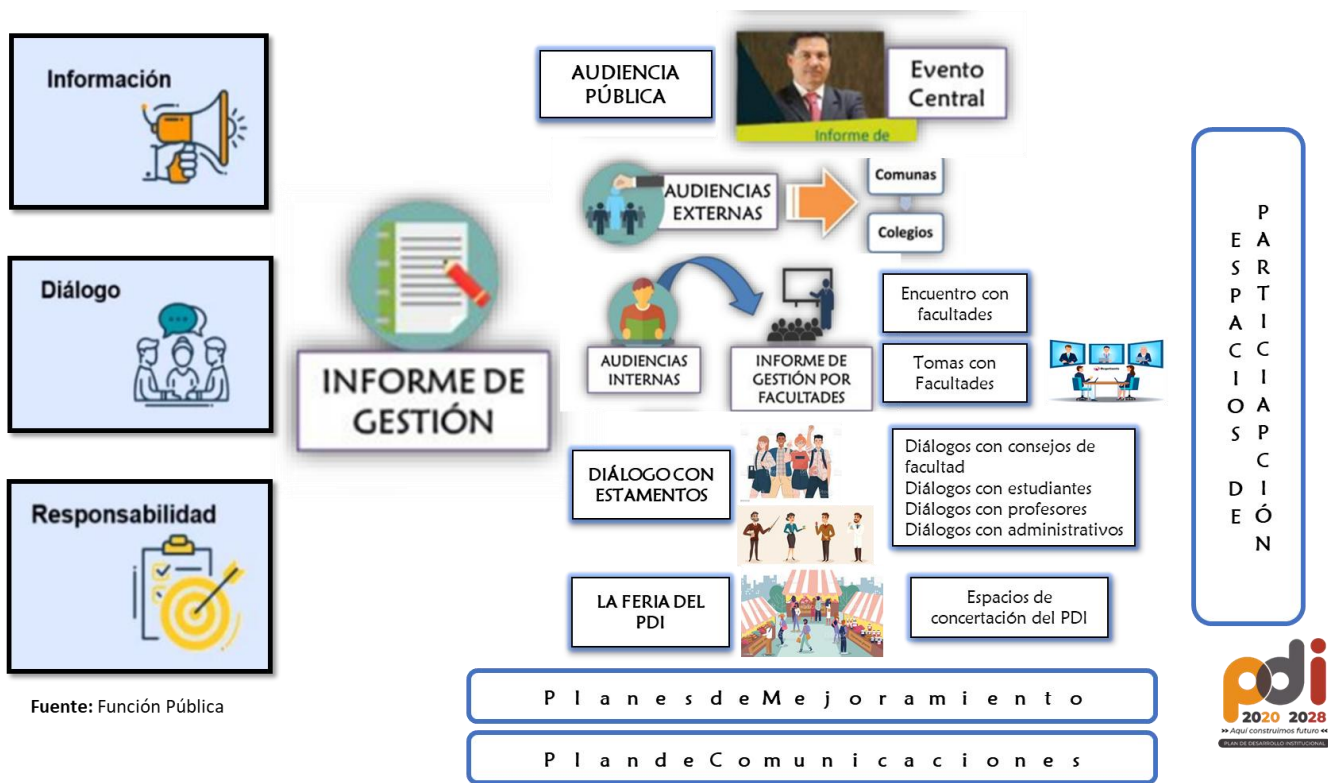 Información
Diálogo
Responsabilidad
Fuente: Función Pública
INFORME DE
GESTIÓN
AUDIENCIA
PÚBLICA
Informe de
Evento
Central
AUDIENCIAS
EXTERNAS
Comunas
Colegios
AUDIENCIAS
INTERNAS
INFORME DE
GESTIÓN POR
FACULTADES
Encuentro con
facultades
Tomas con
Facultades
DIÁLOGO CON
ESTAMENTOS
Diálogos con consejos de
facultad
Diálogos con estudiantes
Diálogos con profesores
Diálogos con administrativos
LA FERIA DEL
PDI
Espacios de
concertación del PDI
P l a n e s d e M e j o r a m i e n t o
P l a n d e C o m u n i c a c i o n e s
ESPACIOS DE
PARTICIAPCIÓN
pdi
2020 2028
›› Aquí construimos futuro ‹‹
PLAN DE DESARROLLO INSTITUCIONAL